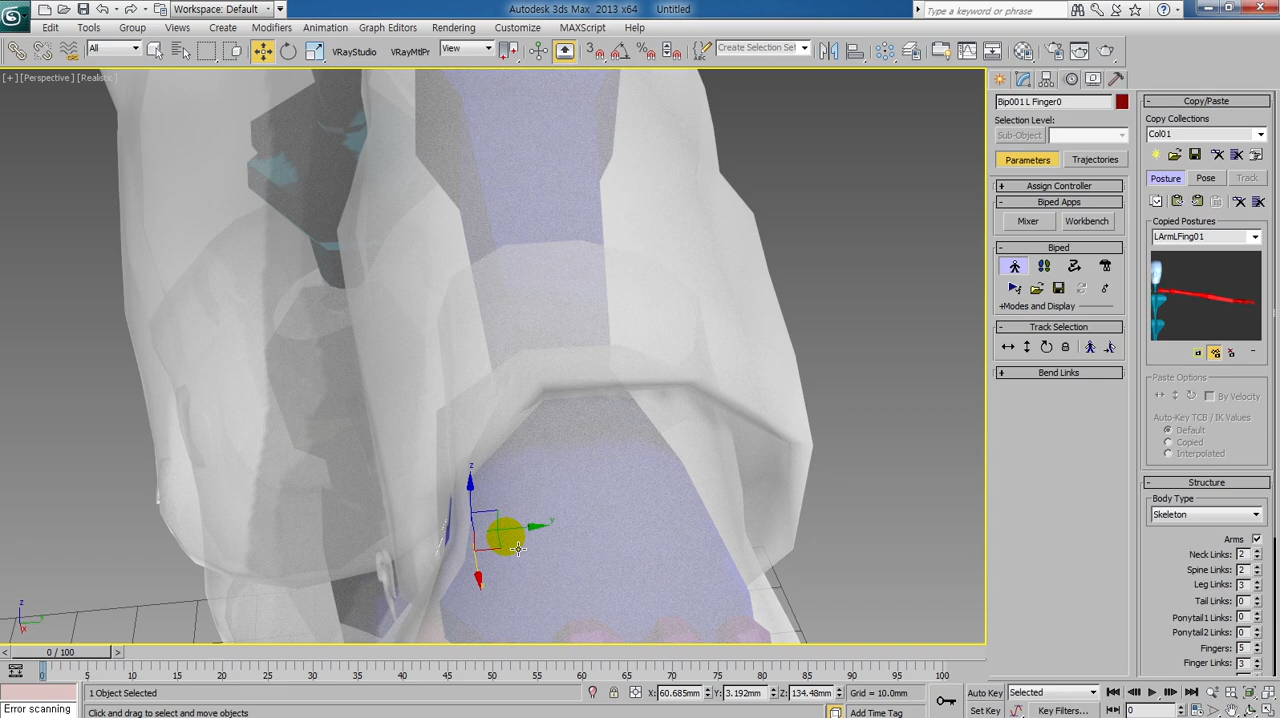 Workspace: Default
Autodesk 3ds Max  2013 x64     Untitled
Type a keyword or phrase
Edit  Tools  Group  Views  Create  Modifiers  Animation  Graph Editors  Rendering  Customize  MAXScript  Help
All  VRayStudio  VRayMtlPr  View  Create Selection Set
[+] [Perspective] [Realistic]
Bip001 L Finger0
Selection Level:
Sub-Object
Parameters  Trajectories
+ Assign Controller
- Biped Apps
Mixer  Workbench
- Biped
+Modes and Display
- Track Selection
+ Bend Links
- Copy/Paste
Copy Collections
Col01
Posture  Pose  Track
Copied Postures
LArmLFing01
Paste Options
By Velocity
Auto-Key TCB / IK Values
Default
Copied
Interpolated
- Structure
Body Type
Skeleton
Arms
Neck Links: 2
Spine Links: 2
Leg Links: 3
Tail Links: 0
Ponytail1 Links: 0
Ponytail2 Links: 0
Fingers: 5
Finger Links: 3
z
y
z
x
< 0 / 100 >
0 5 10 15 20 25 30 35 40 45 50 55 60 65 70 75 80 85 90 95 100
1 Object Selected  X: 60.685mm  Y: 3.192mm  Z: 134.48mm  Grid = 10.0mm  Auto Key  Selected
Error scanning  Click and drag to select and move objects  Add Time Tag  Set Key  Key Filters...  0